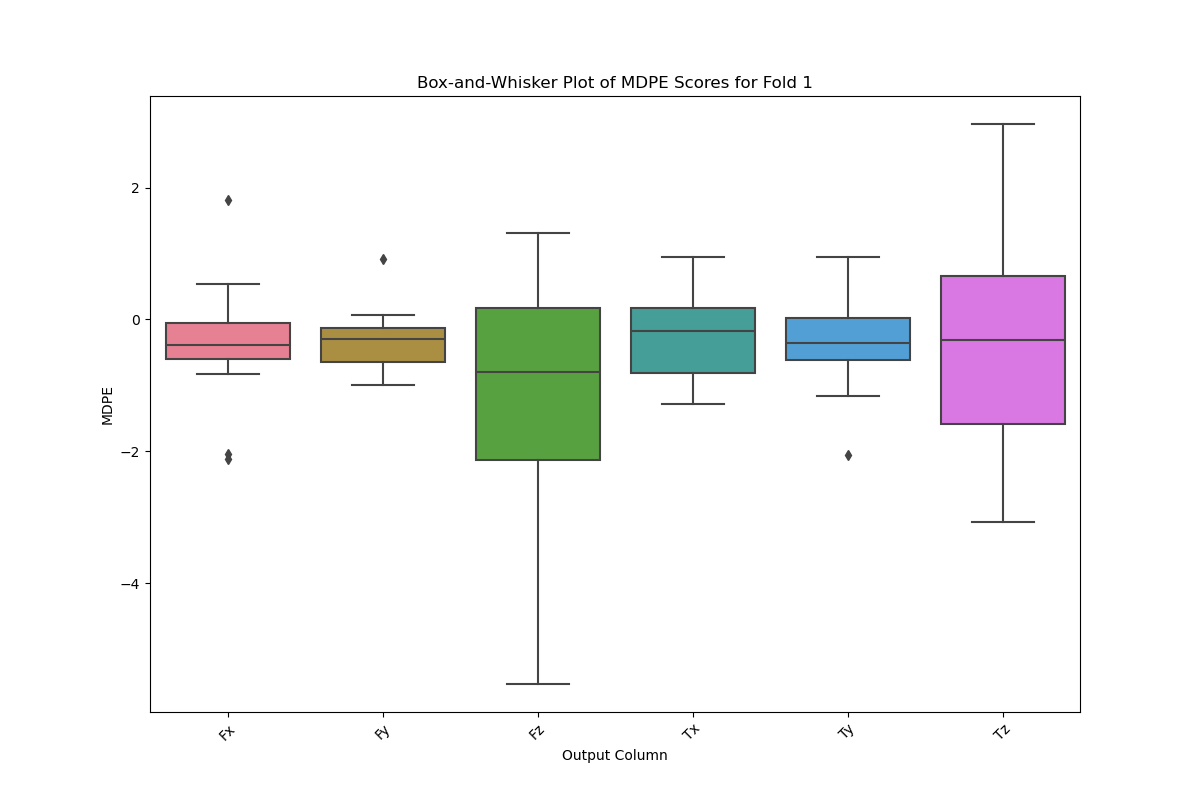 Box-and-Whisker Plot of MDPE Scores for Fold 1
MDPE
2
0
−2
−4
Fx
Fy
Fz
Tx
Ty
Tz
Output Column